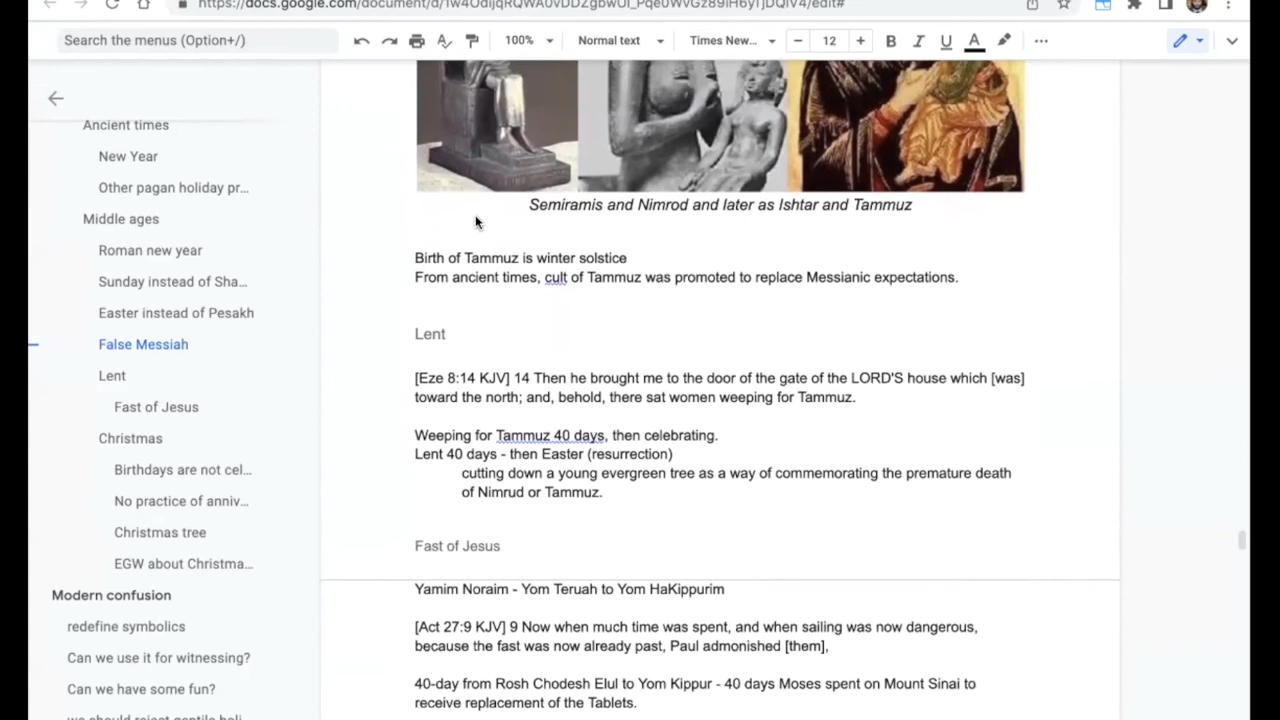 Search the menus (Option+/)
100%
Normal text
Times New...
12
B I U A
Ancient times
New Year
Other pagan holiday pr...
Middle ages
Roman new year
Sunday instead of Sha...
Easter instead of Pesakh
False Messiah
Lent
Fast of Jesus
Christmas
Birthdays are not cel...
No practice of anniv...
Christmas tree
EGW about Christma...
Modern confusion
redefine symbolics
Can we use it for witnessing?
Can we have some fun?
Semiramis and Nimrod and later as Ishtar and Tammuz
Birth of Tammuz is winter solstice
From ancient times, cult of Tammuz was promoted to replace Messianic expectations.
Lent
[Eze 8:14 KJV] 14 Then he brought me to the door of the gate of the LORD'S house which [was]
toward the north; and, behold, there sat women weeping for Tammuz.
Weeping for Tammuz 40 days, then celebrating.
Lent 40 days - then Easter (resurrection)
cutting down a young evergreen tree as a way of commemorating the premature death
of Nimrud or Tammuz.
Fast of Jesus
Yamim Noraim - Yom Teruah to Yom HaKippurim
[Act 27:9 KJV] 9 Now when much time was spent, and when sailing was now dangerous,
because the fast was now already past, Paul admonished [them],
40-day from Rosh Chodesh Elul to Yom Kippur - 40 days Moses spent on Mount Sinai to
receive replacement of the Tablets.